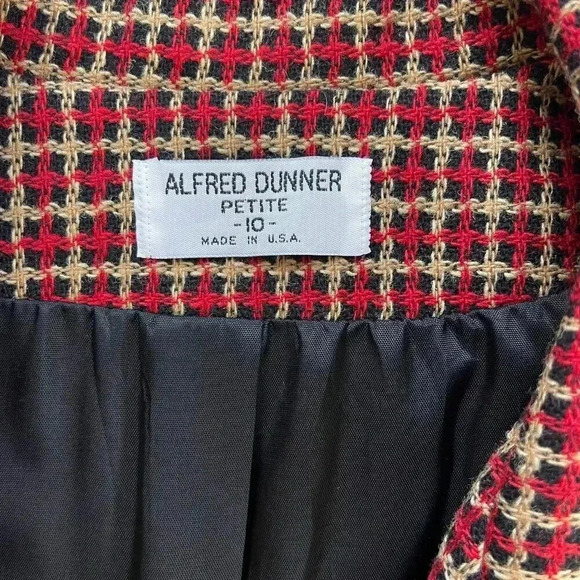 ALFRED DUNNER
PETITE
-10-
MADE IN U.S.A.